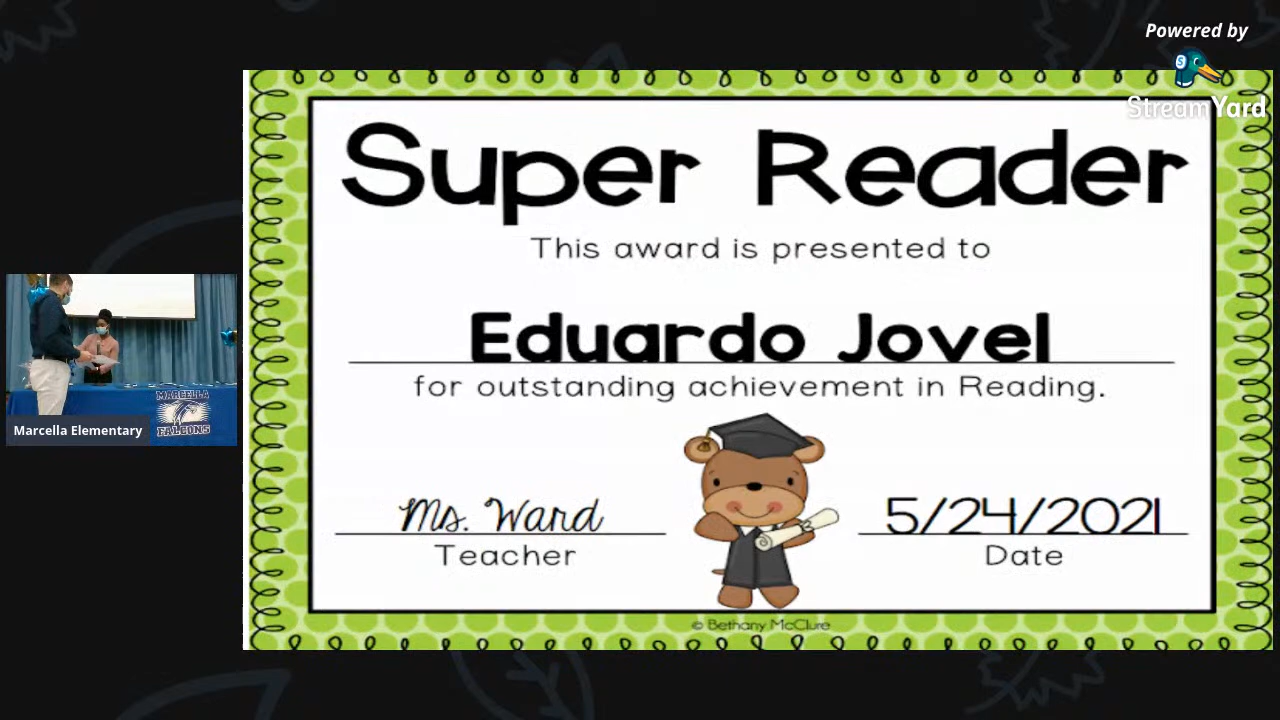 Powered by
StreamYard
Super Reader
This award is presented to
Eduardo Jovel
for outstanding achievement in Reading.
Ms. Ward
Teacher
5/24/2021
Date
© Bethany McClure
MARCELLA
FALCONS
Marcella Elementary